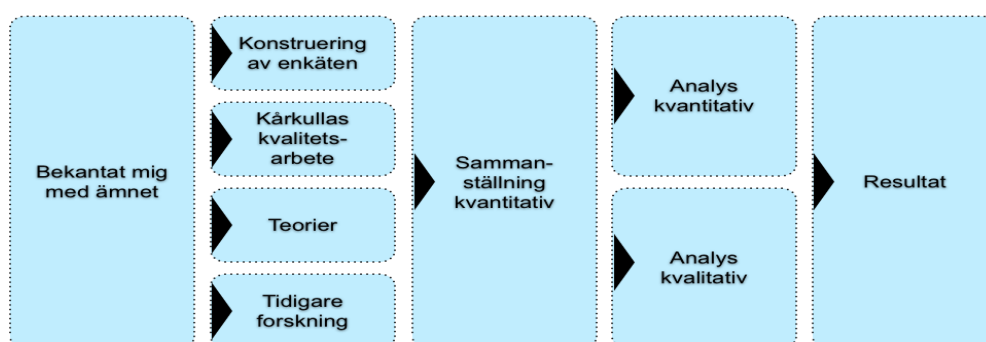 Bekantat mig
med ämnet
Konstruering
av enkäten
Kårkullas
kvalitets-
arbete
Teorier
Tidigare
forskning
Samman-
ställning
kvantitativ
Analys
kvantitativ
Analys
kvalitativ
Resultat